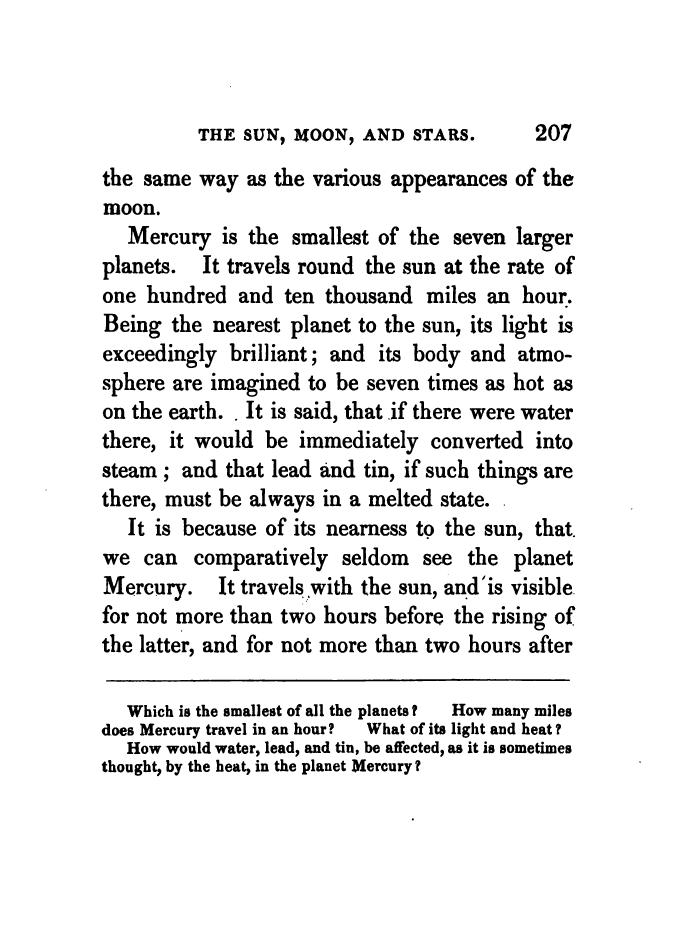 THE SUN, MOON, AND STARS. 207
the same way as the various appearances of the
moon.
Mercury is the smallest of the seven larger
planets. It travels round the sun at the rate of
one hundred and ten thousand miles an hour.
Being the nearest planet to the sun, its light is
exceedingly brilliant; and its body and atmo-
sphere are imagined to be seven times as hot as
on the earth. It is said, that if there were water
there, it would be immediately converted into
steam; and that lead and tin, if such things are
there, must be always in a melted state.
It is because of its nearness to the sun, that
we can comparatively seldom see the planet
Mercury. It travels with the sun, and is visible
for not more than two hours before the rising of
the latter, and for not more than two hours after
Which is the smallest of all the planets? How many miles
does Mercury travel in an hour? What of its light and heat?
How would water, lead, and tin, be affected, as it is sometimes
thought, by the heat, in the planet Mercury?